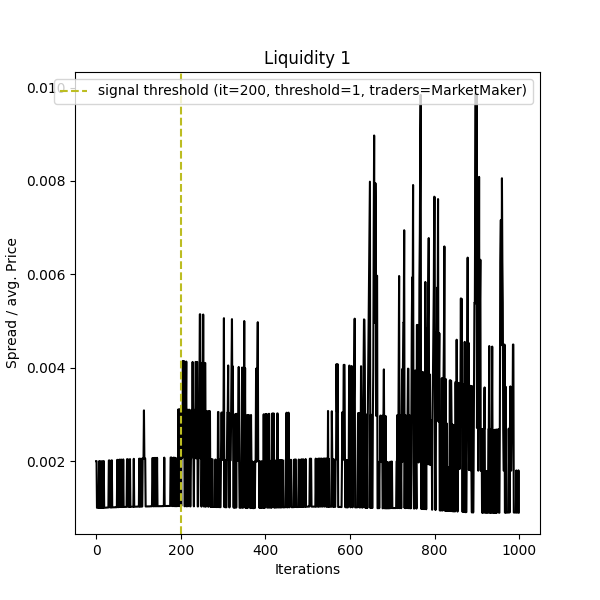 Liquidity 1
signal threshold (it=200, threshold=1, traders=MarketMaker)
0.010
0.008
0.006
0.004
0.002
Spread / avg. Price
0 200 400 600 800 1000
Iterations